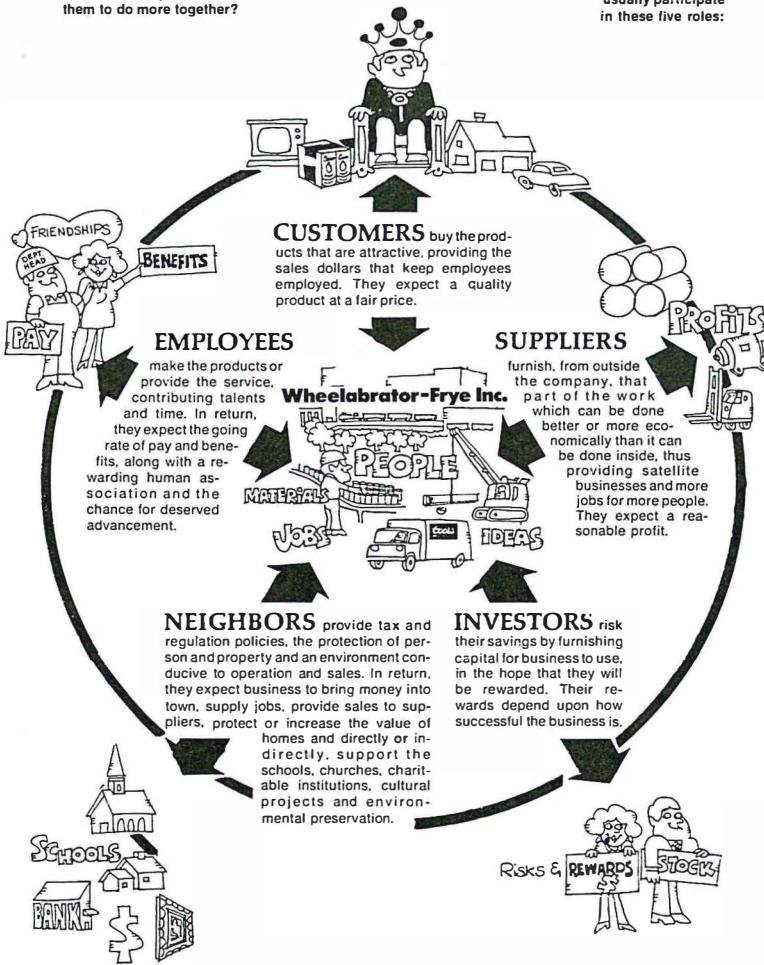 them to do more together?
usually participate
in these five roles:
CUSTOMERS buy the prod-
ucts that are attractive, providing the
sales dollars that keep employees
employed. They expect a quality
product at a fair price.
FRIENDSHIPS
DEPT
HEAD
BENEFITS
PAY
EMPLOYEES
make the products or
provide the service,
contributing talents
and time. In return,
they expect the going
rate of pay and bene-
fits, along with a re-
warding human as-
sociation and the
chance for deserved
advancement.
PROFITS
SUPPLIERS
furnish, from outside
the company, that
part of the work
which can be done
better or more eco-
nomically than it can
be done inside, thus
providing satellite
businesses and more
jobs for more people.
They expect a rea-
sonable profit.
Wheelabrator-Frye Inc.
PEOPLE
MATERIALS
JOBS
IDEAS
NEIGHBORS provide tax and
regulation policies, the protection of per-
son and property and an environment con-
ducive to operation and sales. In return,
they expect business to bring money into
town, supply jobs, provide sales to sup-
pliers, protect or increase the value of
homes and directly or in-
directly, support the
schools, churches, charit-
able institutions, cultural
projects and environ-
mental preservation.
INVESTORS risk
their savings by furnishing
capital for business to use,
in the hope that they will
be rewarded. Their re-
wards depend upon how
successful the business is.
SCHOOLS
BANK
$
Risks & REWARDS
$
STOCK